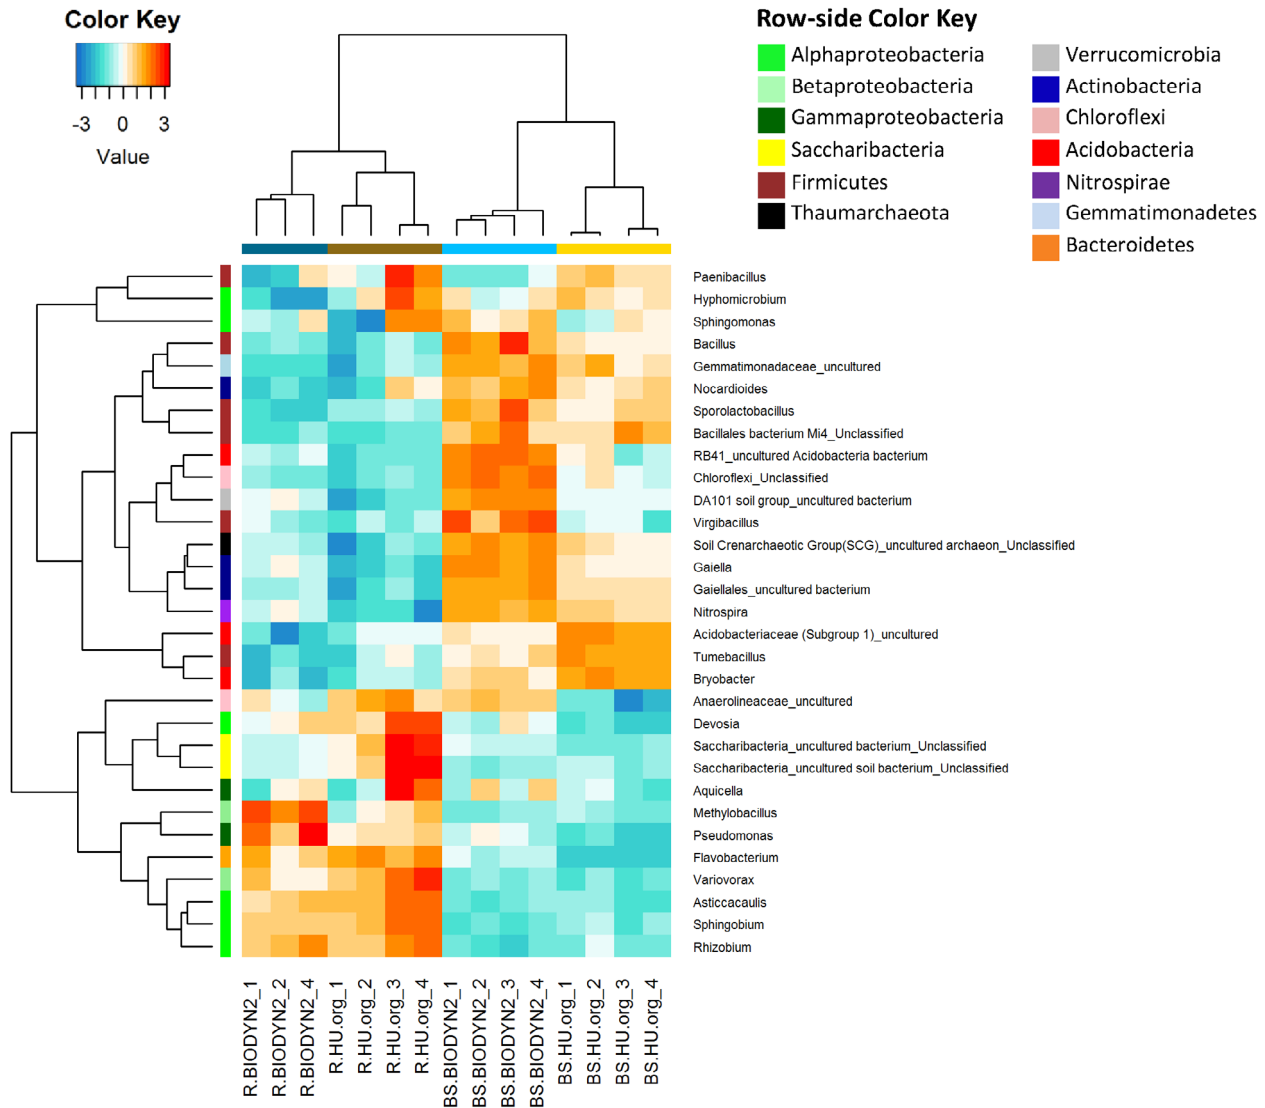 Color Key
-3 0 3
Value
Row-side Color Key
Alphaproteobacteria
Betaproteobacteria
Gammaproteobacteria
Saccharibacteria
Firmicutes
Thaumarchaeota
Verrucomicrobia
Actinobacteria
Chloroflexi
Acidobacteria
Nitrospirae
Gemmatimonadetes
Bacteroidetes
Paenibacillus
Hyphomicrobium
Sphingomonas
Bacillus
Gemmatimonadaceae_uncultured
Nocardioides
Sporolactobacillus
Bacillales bacterium Mi4_Unclassified
RB41_uncultured Acidobacteria bacterium
Chloroflexi_Unclassified
DA101 soil group_uncultured bacterium
Virgibacillus
Soil Crenarchaeotic Group(SCG)_uncultured archaeon_Unclassified
Gaiella
Gaiellales_uncultured bacterium
Nitrospira
Acidobacteriaceae (Subgroup 1)_uncultured
Tumebacillus
Bryobacter
Anaerolineaceae_uncultured
Devosia
Saccharibacteria_uncultured bacterium_Unclassified
Saccharibacteria_uncultured soil bacterium_Unclassified
Aquicella
Methylobacillus
Pseudomonas
Flavobacterium
Variovorax
Asticcacaulis
Sphingobium
Rhizobium
R.BIODYN2_1
R.BIODYN2_2
R.BIODYN2_4
R.HU.org_1
R.HU.org_2
R.HU.org_3
R.HU.org_4
BS.BIODYN2_1
BS.BIODYN2_2
BS.BIODYN2_3
BS.BIODYN2_4
BS.HU.org_1
BS.HU.org_2
BS.HU.org_3
BS.HU.org_4